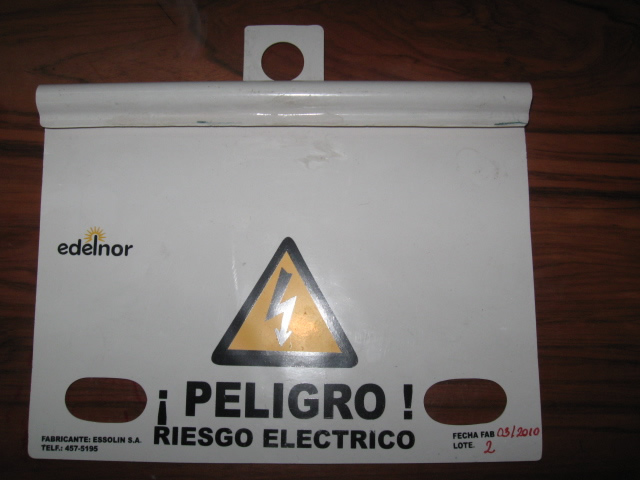 edelnor
¡ PELIGRO !
RIESGO ELECTRICO
FABRICANTE: ESSOLIN S.A.
TELF.: 457-5195
FECHA FAB 03/2010
LOTE. 2